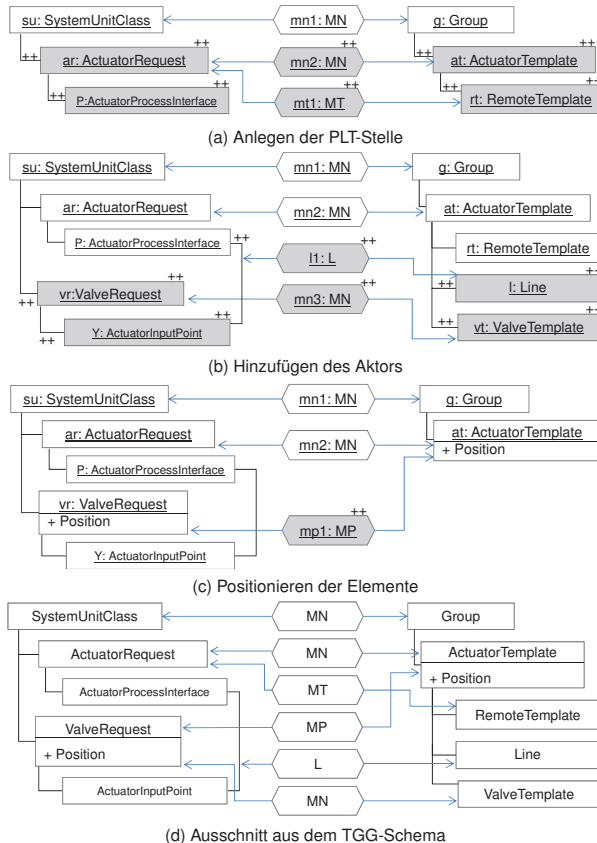 su: SystemUnitClass mn1: MN g: Group
++ ++ ++ ++ ++
ar: ActuatorRequest mn2: MN at: ActuatorTemplate
++ ++ ++ ++ ++
P:ActuatorProcessInterface mt1: MT rt: RemoteTemplate
(a) Anlegen der PLT-Stelle
su: SystemUnitClass mn1: MN g: Group
ar: ActuatorRequest mn2: MN at: ActuatorTemplate
P: ActuatorProcessInterface ++ ++ rt: RemoteTemplate
l1: L ++
++ ++ ++ l: Line
vr:ValveRequest mn3: MN ++
++ ++ ++ ++ vt: ValveTemplate
Y: ActuatorInputPoint
(b) Hinzufügen des Aktors
su: SystemUnitClass mn1: MN g: Group
ar: ActuatorRequest mn2: MN at: ActuatorTemplate
+ Position
P: ActuatorProcessInterface
vr: ValveRequest
+ Position ++
mp1: MP
Y: ActuatorInputPoint
(c) Positionieren der Elemente
SystemUnitClass MN Group
ActuatorRequest MN ActuatorTemplate
+ Position
ActuatorProcessInterface MT
RemoteTemplate
ValveRequest MP
+ Position L Line
ActuatorInputPoint MN ValveTemplate
(d) Ausschnitt aus dem TGG-Schema